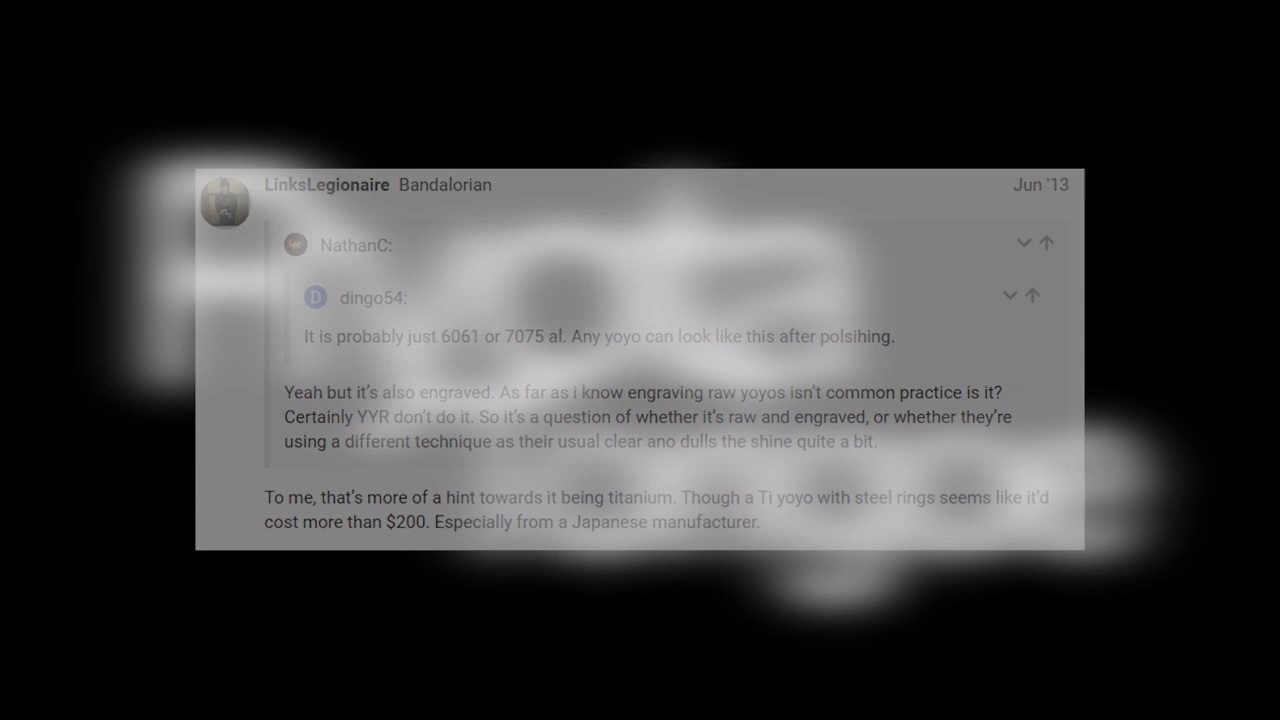 LinksLegionaire Bandalorian Jun '13
NathanC:
D dingo54:
It is probably just 6061 or 7075 al. Any yoyo can look like this after polsihing.
Yeah but it's also engraved. As far as i know engraving raw yoyos isn't common practice is it?
Certainly YYR don't do it. So it's a question of whether it's raw and engraved, or whether they're
using a different technique as their usual clear ano dulls the shine quite a bit.
To me, that's more of a hint towards it being titanium. Though a Ti yoyo with steel rings seems like it'd
cost more than $200. Especially from a Japanese manufacturer.